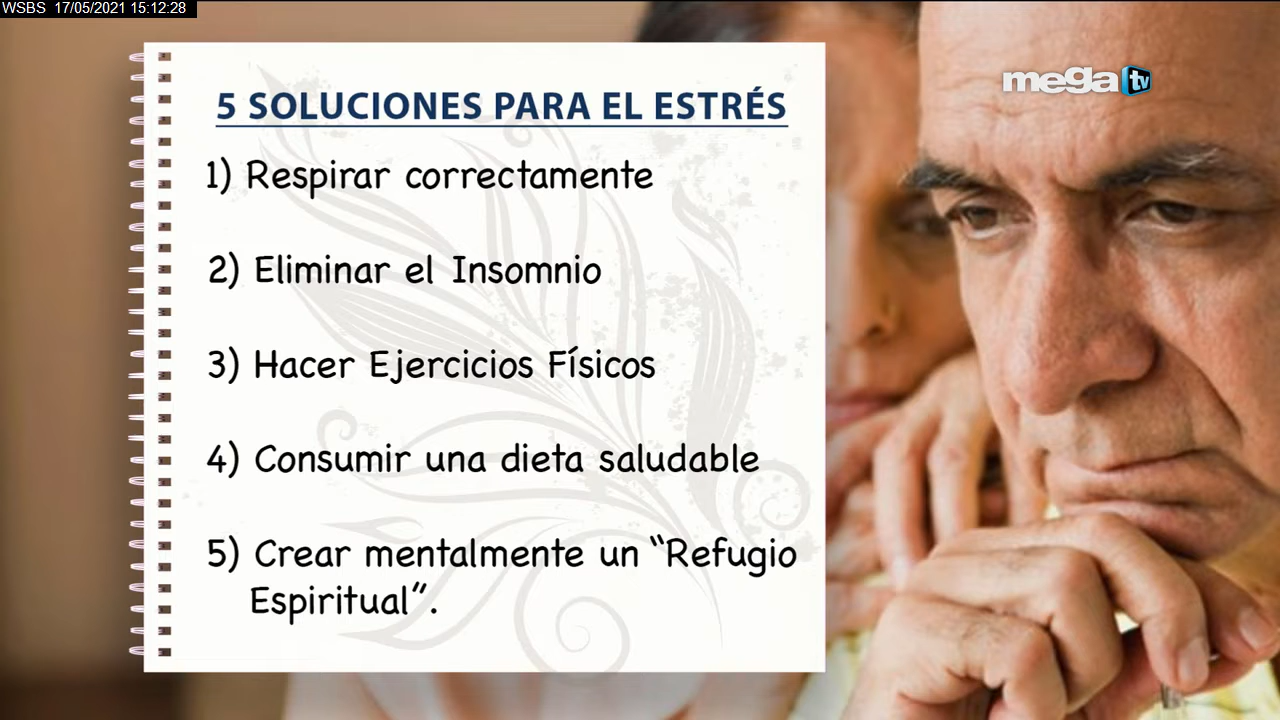 WSBS 17/05/2021 15:12:28
mega tv
5 SOLUCIONES PARA EL ESTRÉS
1) Respirar correctamente
2) Eliminar el Insomnio
3) Hacer Ejercicios Físicos
4) Consumir una dieta saludable
5) Crear mentalmente un “Refugio
Espiritual”.